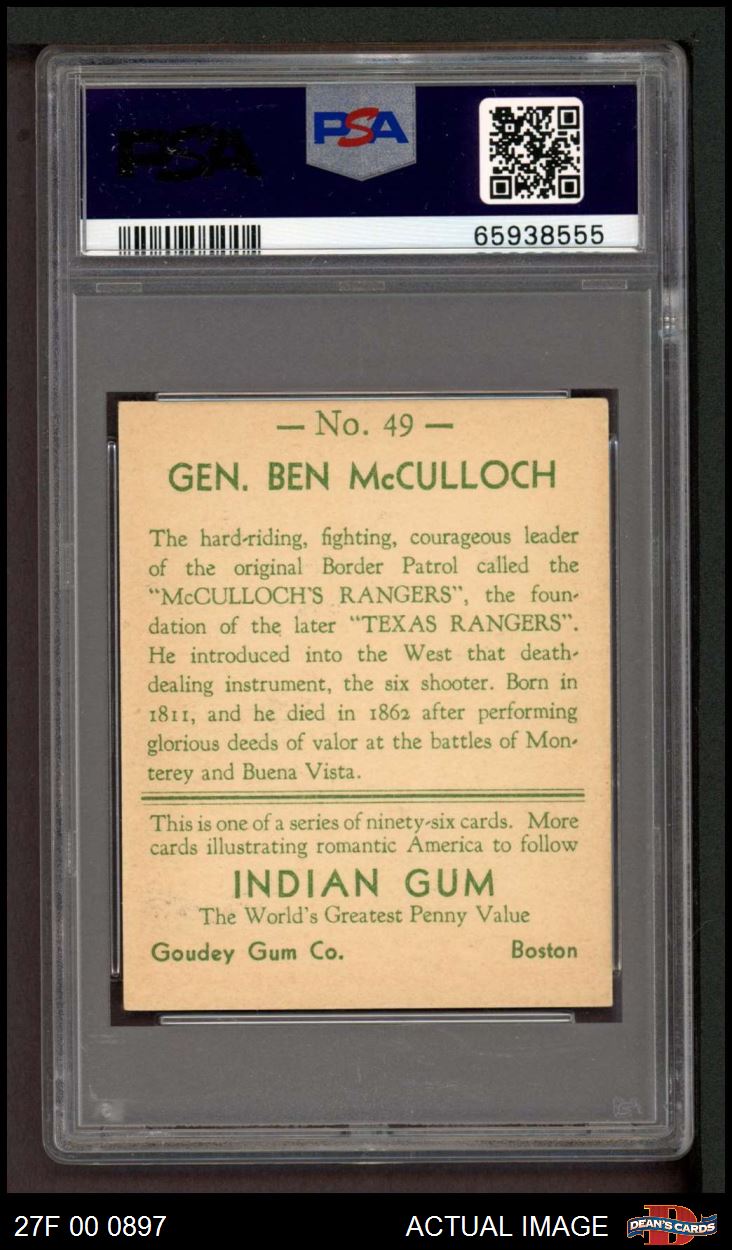 PSA
PSA
65938555
— No. 49 —
GEN. BEN McCULLOCH
The hard-riding, fighting, courageous leader
of the original Border Patrol called the
"McCULLOCH'S RANGERS", the foun-
dation of the later "TEXAS RANGERS".
He introduced into the West that death-
dealing instrument, the six shooter. Born in
1811, and he died in 1862 after performing
glorious deeds of valor at the battles of Mon-
terey and Buena Vista.
This is one of a series of ninety-six cards. More
cards illustrating romantic America to follow
INDIAN GUM
The World's Greatest Penny Value
Goudey Gum Co. Boston
27F 00 0897 ACTUAL IMAGE DEAN'S CARDS